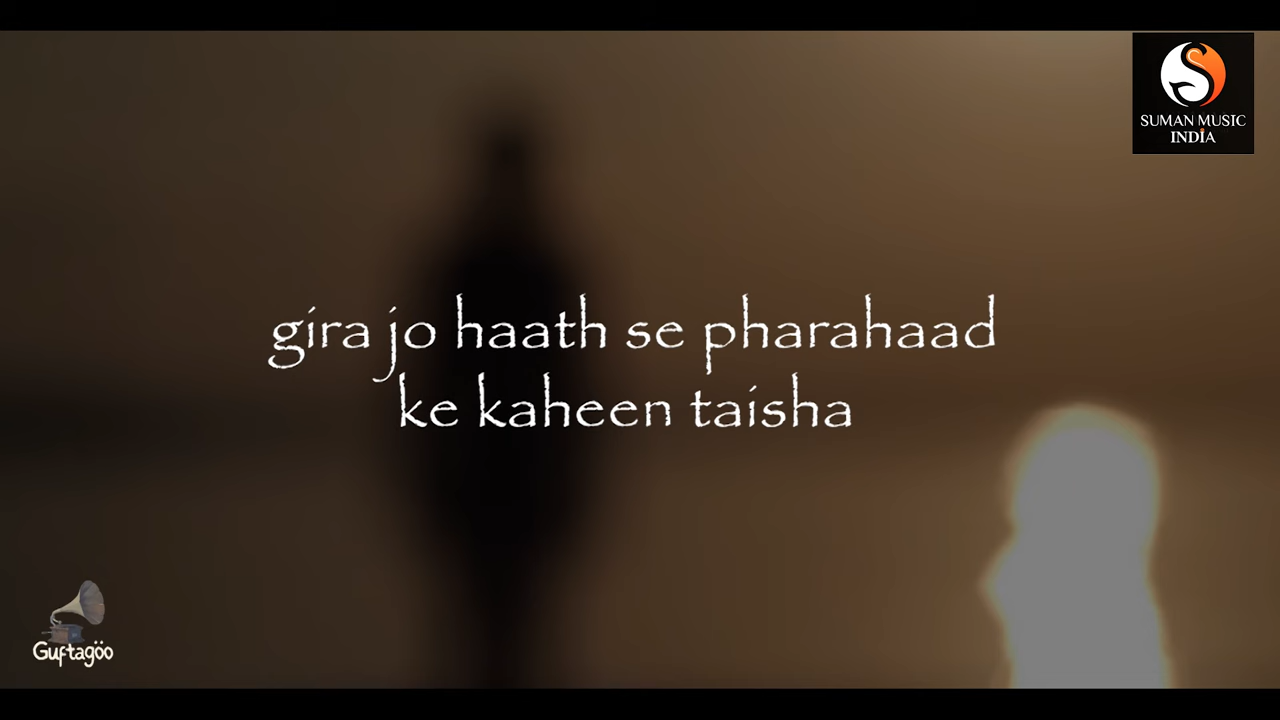 SUMAN MUSIC
INDIA
gira jo haath se pharahaad
ke kaheen taisha
Guftagöo